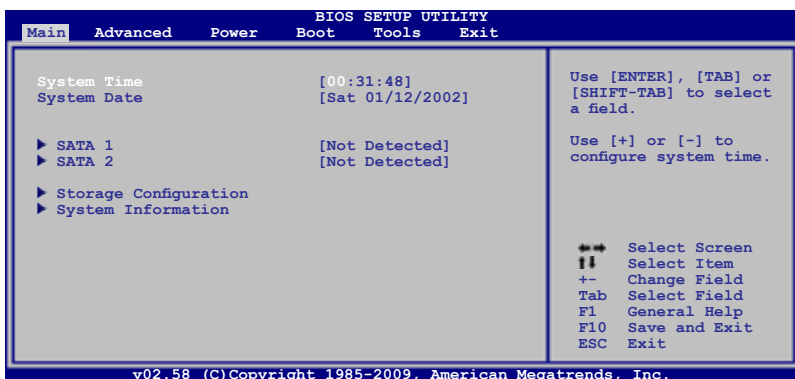 BIOS SETUP UTILITY
Main Advanced Power Boot Tools Exit
System Time [00:31:48]
System Date [Sat 01/12/2002]
SATA 1 [Not Detected]
SATA 2 [Not Detected]
Storage Configuration
System Information
Use [ENTER], [TAB] or
[SHIFT-TAB] to select
a field.
Use [+] or [-] to
configure system time.
Select Screen
Select Item
+- Change Field
Tab Select Field
F1 General Help
F10 Save and Exit
ESC Exit
v02.58 (C)Copyright 1985-2009, American Megatrends, Inc.